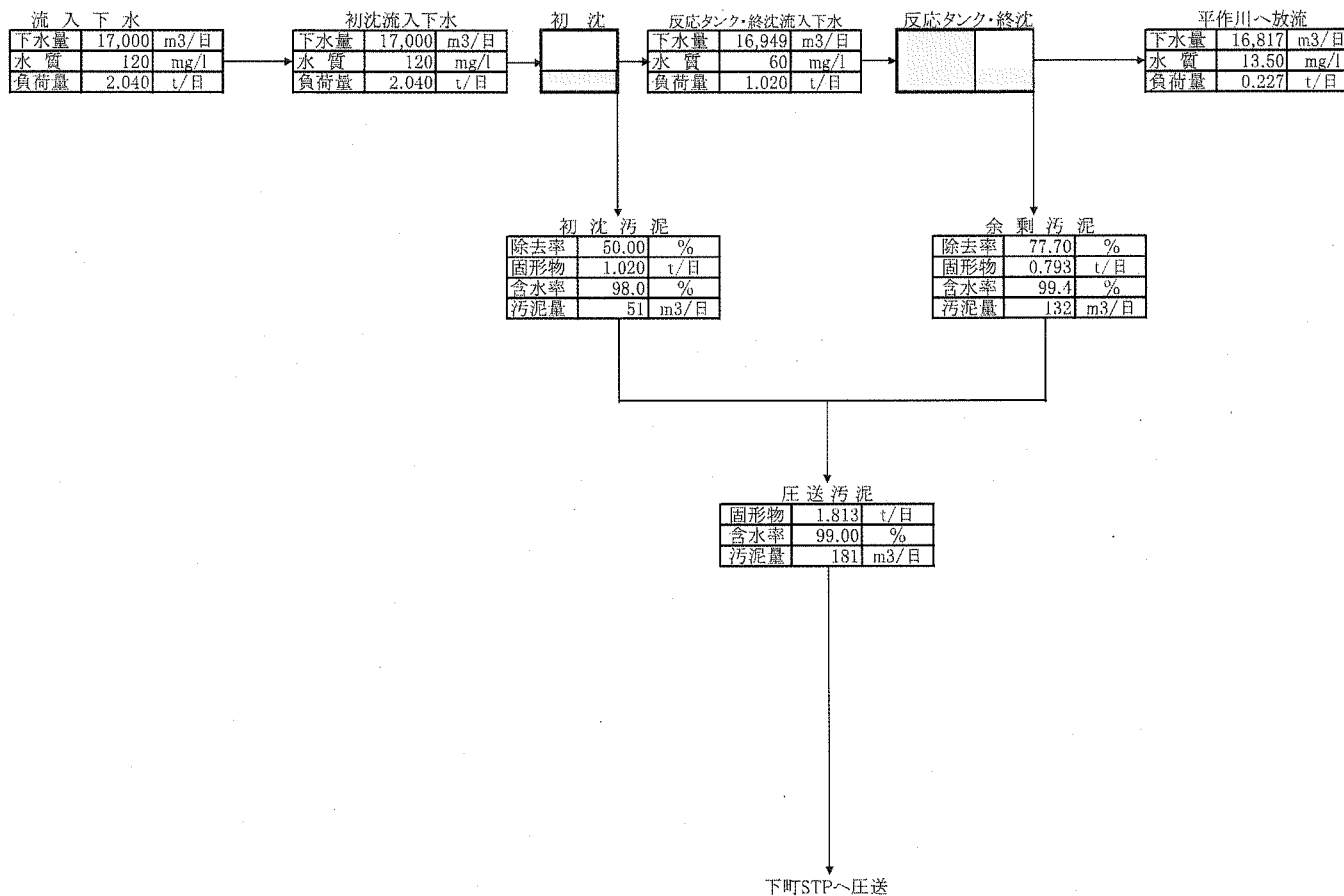 流入下水
下水量 17,000 m3/日
水 質 120 mg/l
負荷量 2.040 t/日
初沈流入下水
下水量 17,000 m3/日
水 質 120 mg/l
負荷量 2.040 t/日
初 沈
反応タンク・終沈流入下水
下水量 16,949 m3/日
水 質 60 mg/l
負荷量 1.020 t/日
反応タンク・終沈
平作川へ放流
下水量 16,817 m3/日
水 質 13.50 mg/l
負荷量 0.227 t/日
初沈汚泥
除去率 50.00 %
固形物 1.020 t/日
含水率 98.0 %
汚泥量 51 m3/日
余剰汚泥
除去率 77.70 %
固形物 0.793 t/日
含水率 99.4 %
汚泥量 132 m3/日
圧送汚泥
固形物 1.813 t/日
含水率 99.00 %
汚泥量 181 m3/日
下町STPへ圧送